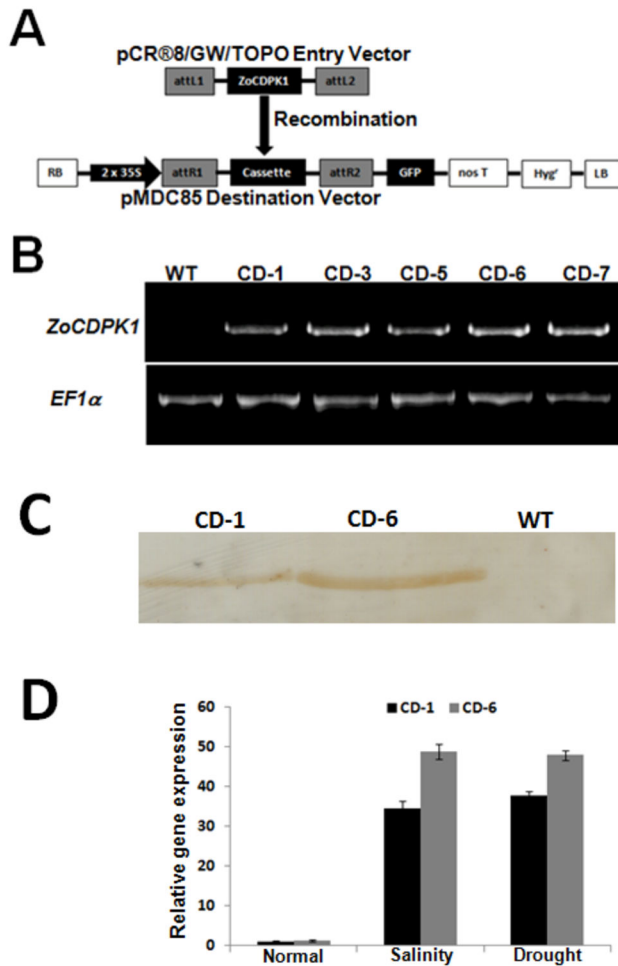 A
pCR®8/GW/TOPO Entry Vector
attL1 ZoCDPK1 attL2
Recombination
RB 2 x 35S attR1 Cassette attR2 GFP nos T Hygʳ LB
pMDC85 Destination Vector
B
WT CD-1 CD-3 CD-5 CD-6 CD-7
ZoCDPK1
EF1α
C
CD-1 CD-6 WT
D
CD-1 CD-6
Relative gene expression
60
50
40
30
20
10
0
Normal Salinity Drought